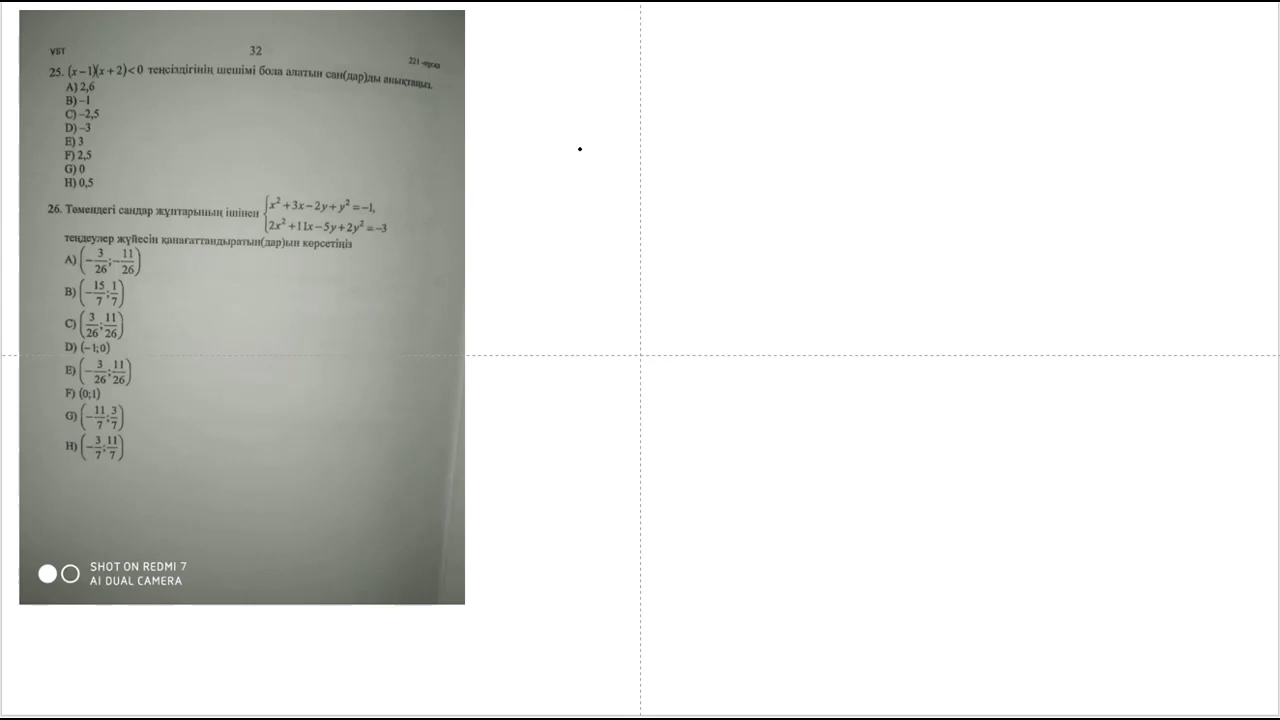 ҰБТ
32
221-нұсқа
25. (x−1)(x+2)<0 теңсіздігінің шешімі бола алатын сан(дар)ды анықтаңыз.
A) 2,6
B) −1
C) −2,5
D) −3
E) 3
F) 2,5
G) 0
H) 0,5
26. Төмендегі сандар жұптарының ішінен {x²+3x−2y+y²=−1,
2x²+11x−5y+2y²=−3
теңдеулер жүйесін қанағаттандыратын(дар)ын көрсетіңіз
A) (−3/26; −11/26)
B) (−15/7; 1/7)
C) (3/26; 11/26)
D) (−1;0)
E) (−3/26; 11/26)
F) (0;1)
G) (−11/7; 3/7)
H) (−3/7; 11/7)
SHOT ON REDMI 7
AI DUAL CAMERA